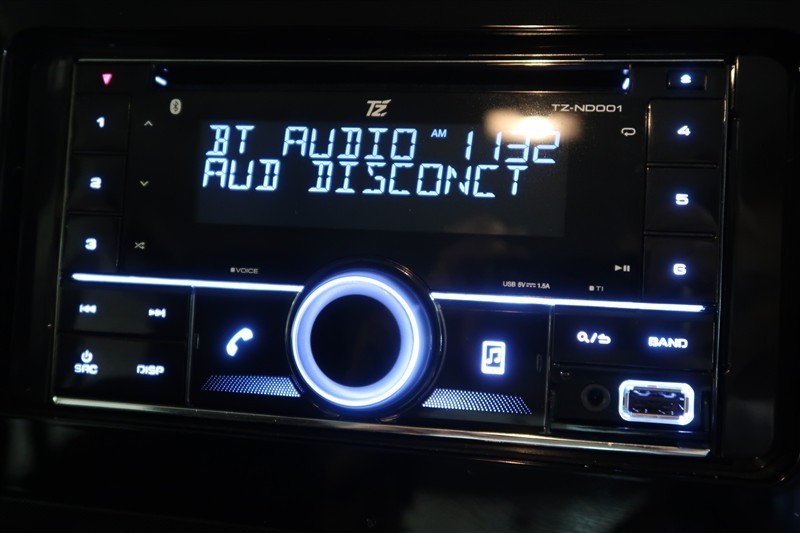 TZ
TZ-ND001
BT AUDIO AM 1132
AUD DISCONCT
1
2
3
4
5
6
VOICE
USB 5V 1.5A
TI
SRC
DISP
BAND